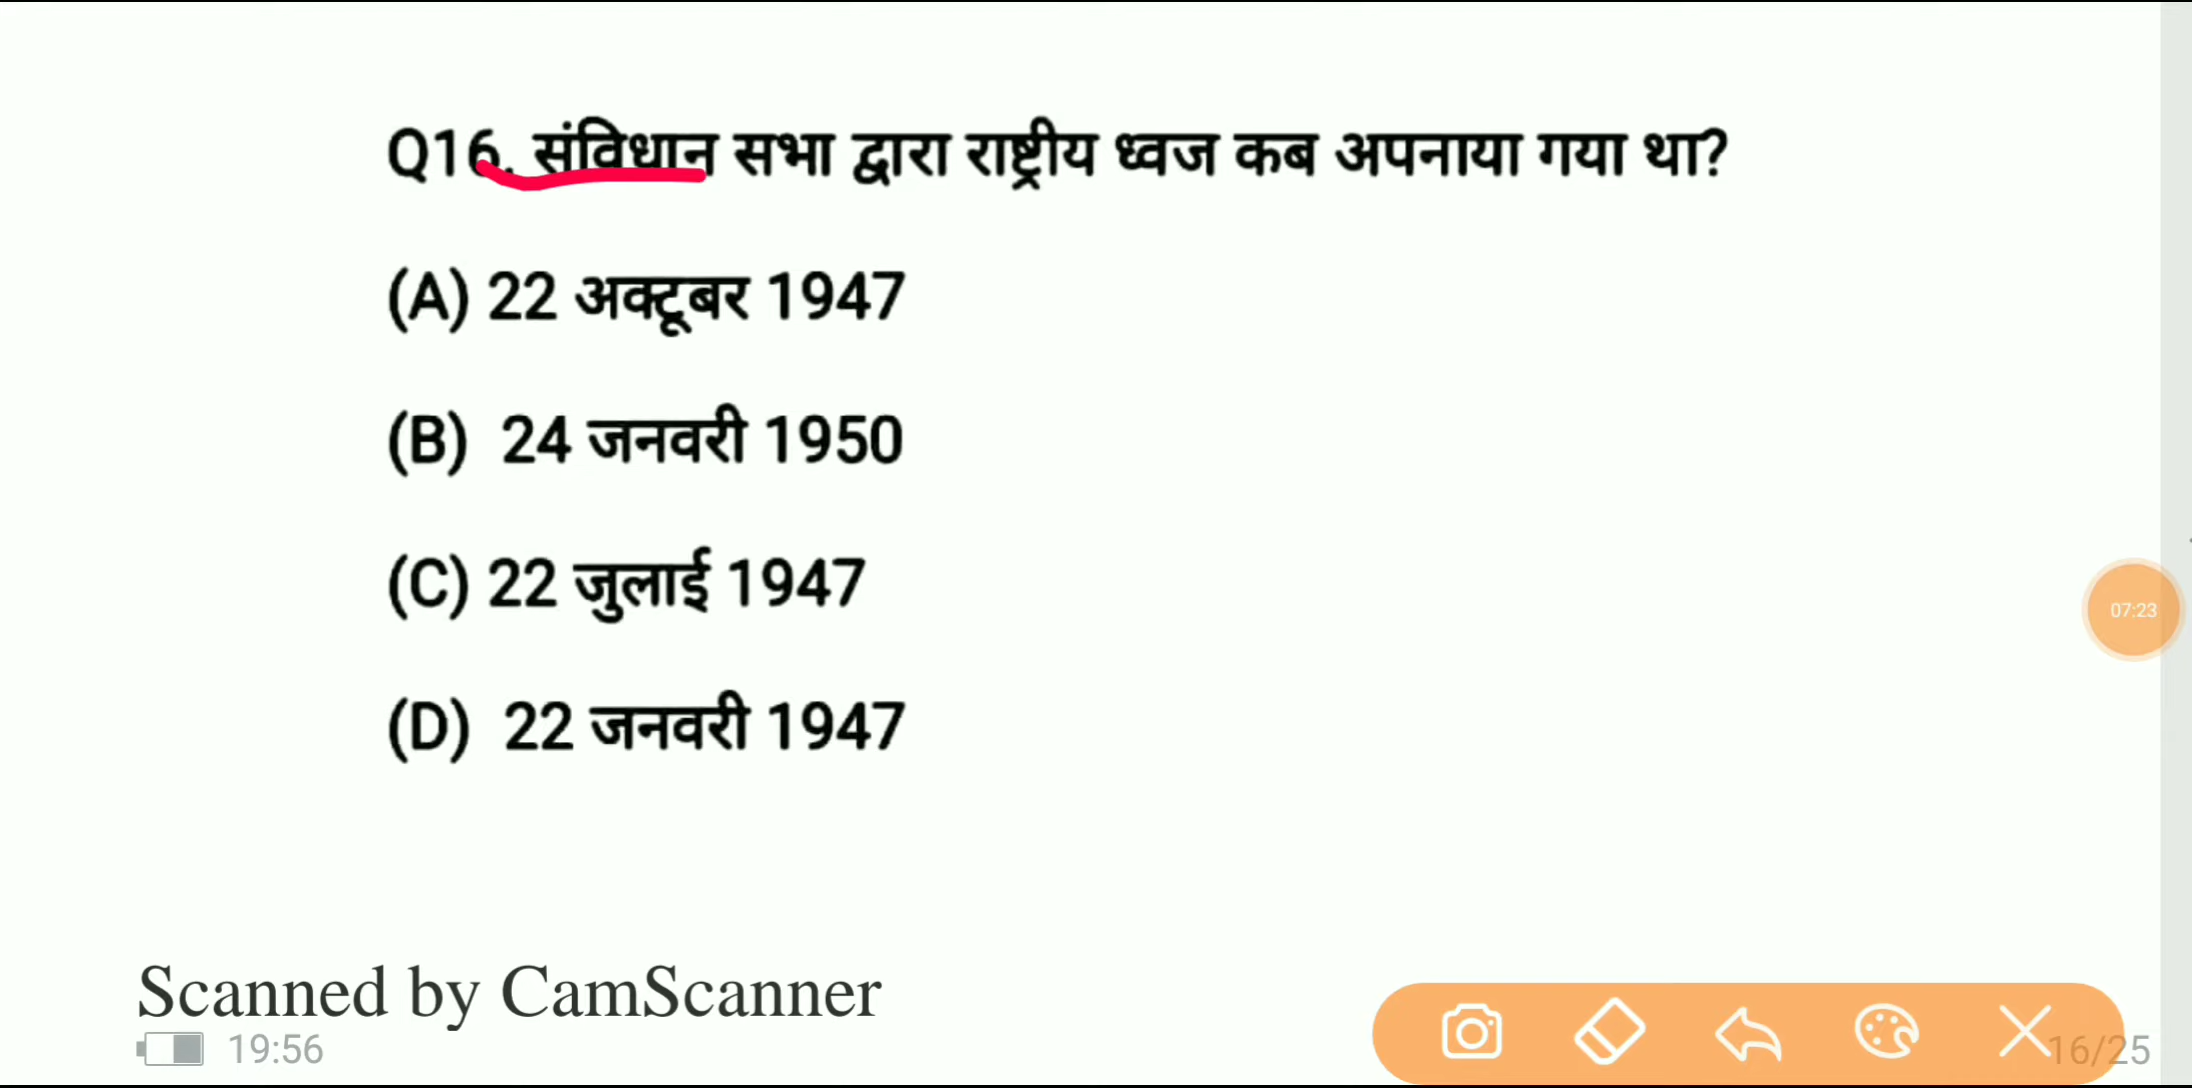 Q16. संविधान सभा द्वारा राष्ट्रीय ध्वज कब अपनाया गया था?
(A) 22 अक्टूबर 1947
(B) 24 जनवरी 1950
(C) 22 जुलाई 1947
07:23
(D) 22 जनवरी 1947
Scanned by CamScanner
19:56
16/25